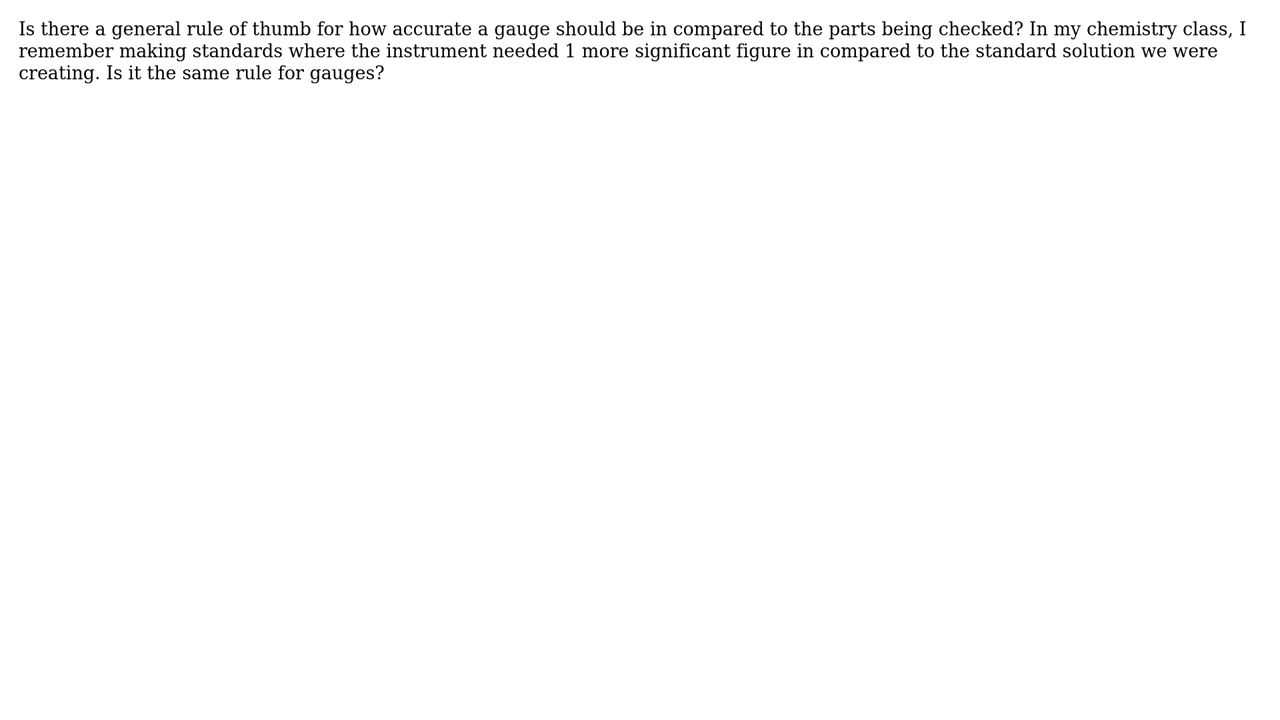 Is there a general rule of thumb for how accurate a gauge should be in compared to the parts being checked? In my chemistry class, I
remember making standards where the instrument needed 1 more significant figure in compared to the standard solution we were
creating. Is it the same rule for gauges?